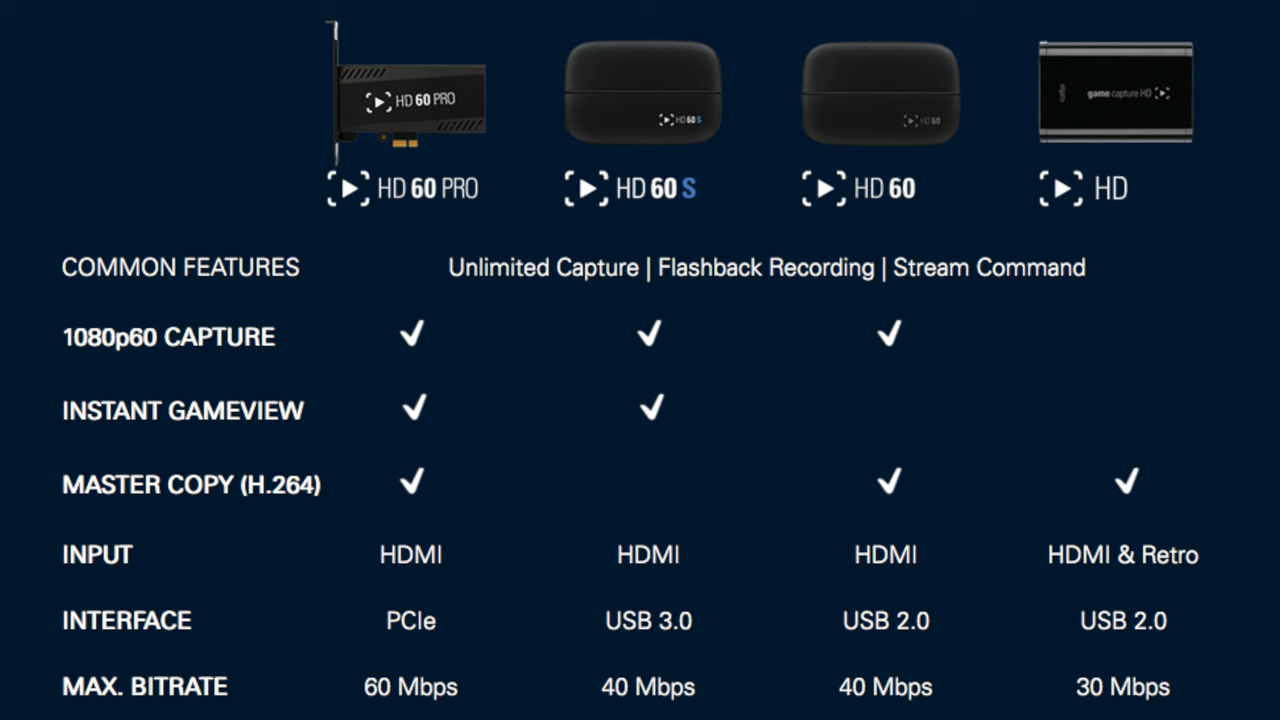 HD 60 PRO
HD 60 S
HD 60
game capture HD
elgato
HD 60 PRO
HD 60 S
HD 60
HD
COMMON FEATURES Unlimited Capture | Flashback Recording | Stream Command
1080p60 CAPTURE ✓ ✓ ✓
INSTANT GAMEVIEW ✓ ✓
MASTER COPY (H.264) ✓ ✓ ✓
INPUT HDMI HDMI HDMI HDMI & Retro
INTERFACE PCIe USB 3.0 USB 2.0 USB 2.0
MAX. BITRATE 60 Mbps 40 Mbps 40 Mbps 30 Mbps